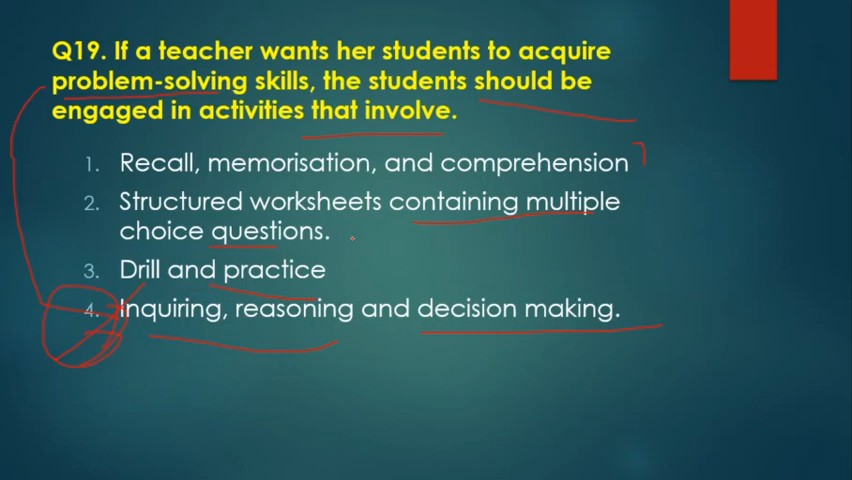 Q19. If a teacher wants her students to acquire
problem-solving skills, the students should be
engaged in activities that involve.
1. Recall, memorisation, and comprehension
2. Structured worksheets containing multiple
choice questions.
3. Drill and practice
4. Inquiring, reasoning and decision making.